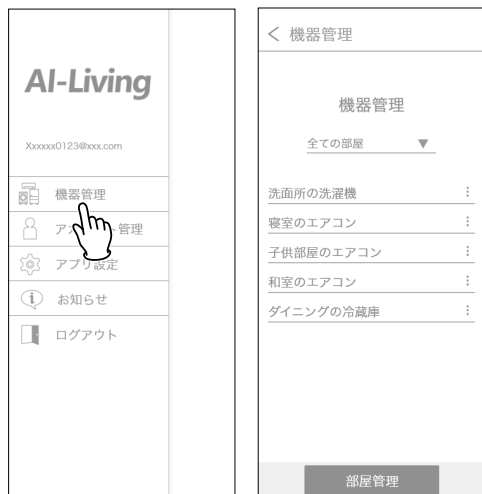 AI-Living
Xxxxxx0123@xxx.com
機器管理
アカウント管理
アプリ設定
お知らせ
ログアウト
機器管理
機器管理
全ての部屋 ▼
洗面所の洗濯機
寝室のエアコン
子供部屋のエアコン
和室のエアコン
ダイニングの冷蔵庫
部屋管理